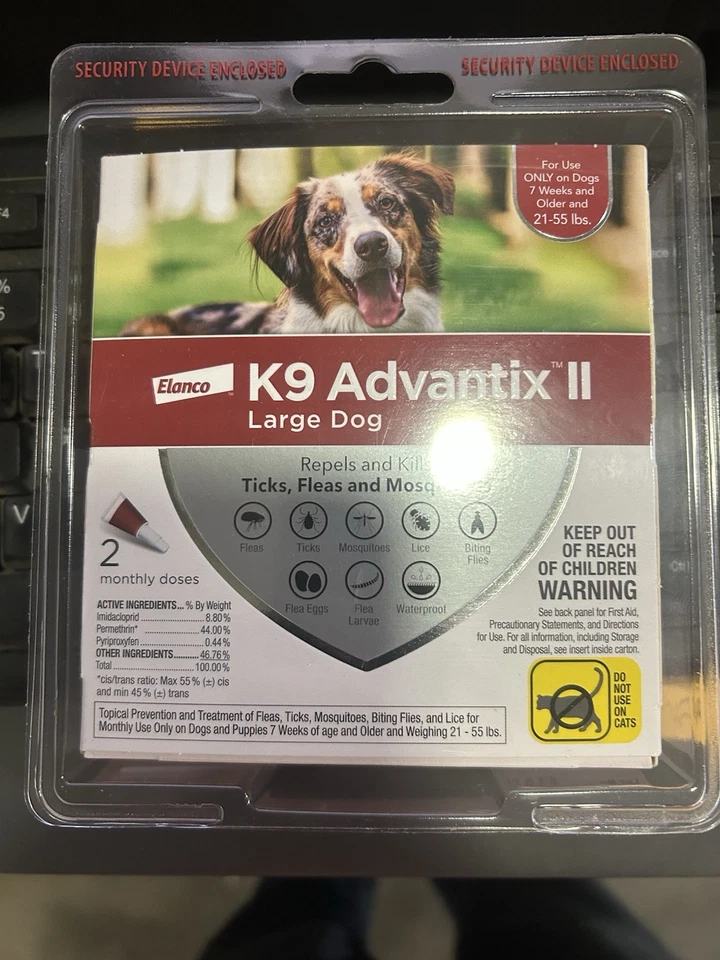 SECURITY DEVICE ENCLOSED
SECURITY DEVICE ENCLOSED
For Use
ONLY on Dogs
7 Weeks and
Older and
21-55 lbs.
Elanco
K9 Advantix™ II
Large Dog
Repels and Kills
Ticks, Fleas and
Fleas
Ticks
Mosquitoes
Lice
Biting
Flies
Flea Eggs
Flea
Larvae
Waterproof
2
monthly doses
ACTIVE INGREDIENTS... % By Weight
Imidacloprid ........................ 8.80%
Permethrin* ........................ 44.00%
Pyriproxyfen ........................ 0.44%
OTHER INGREDIENTS......... 46.76%
Total ........................ 100.00%
*cis/trans ratio: Max 55% (±) cis
and min 45% (±) trans
KEEP OUT
OF REACH
OF CHILDREN
WARNING
See back panel for First Aid,
Precautionary Statements, and Directions
for Use. For all information, including Storage
and Disposal, see insert inside carton.
DO
NOT
USE
ON
CATS
Topical Prevention and Treatment of Fleas, Ticks, Mosquitoes, Biting Flies, and Lice for
Monthly Use Only on Dogs and Puppies 7 Weeks of age and Older and Weighing 21 - 55 lbs.
F4
%
5
V